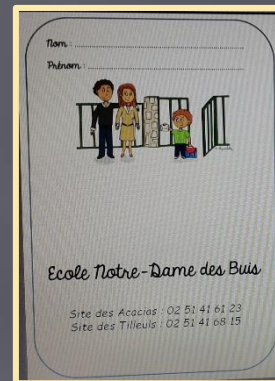 Nom :
Prénom :
Ecole Notre-Dame des Buis
Site des Acacias : 02 51 41 61 23
Site des Tilleuls : 02 51 41 68 15